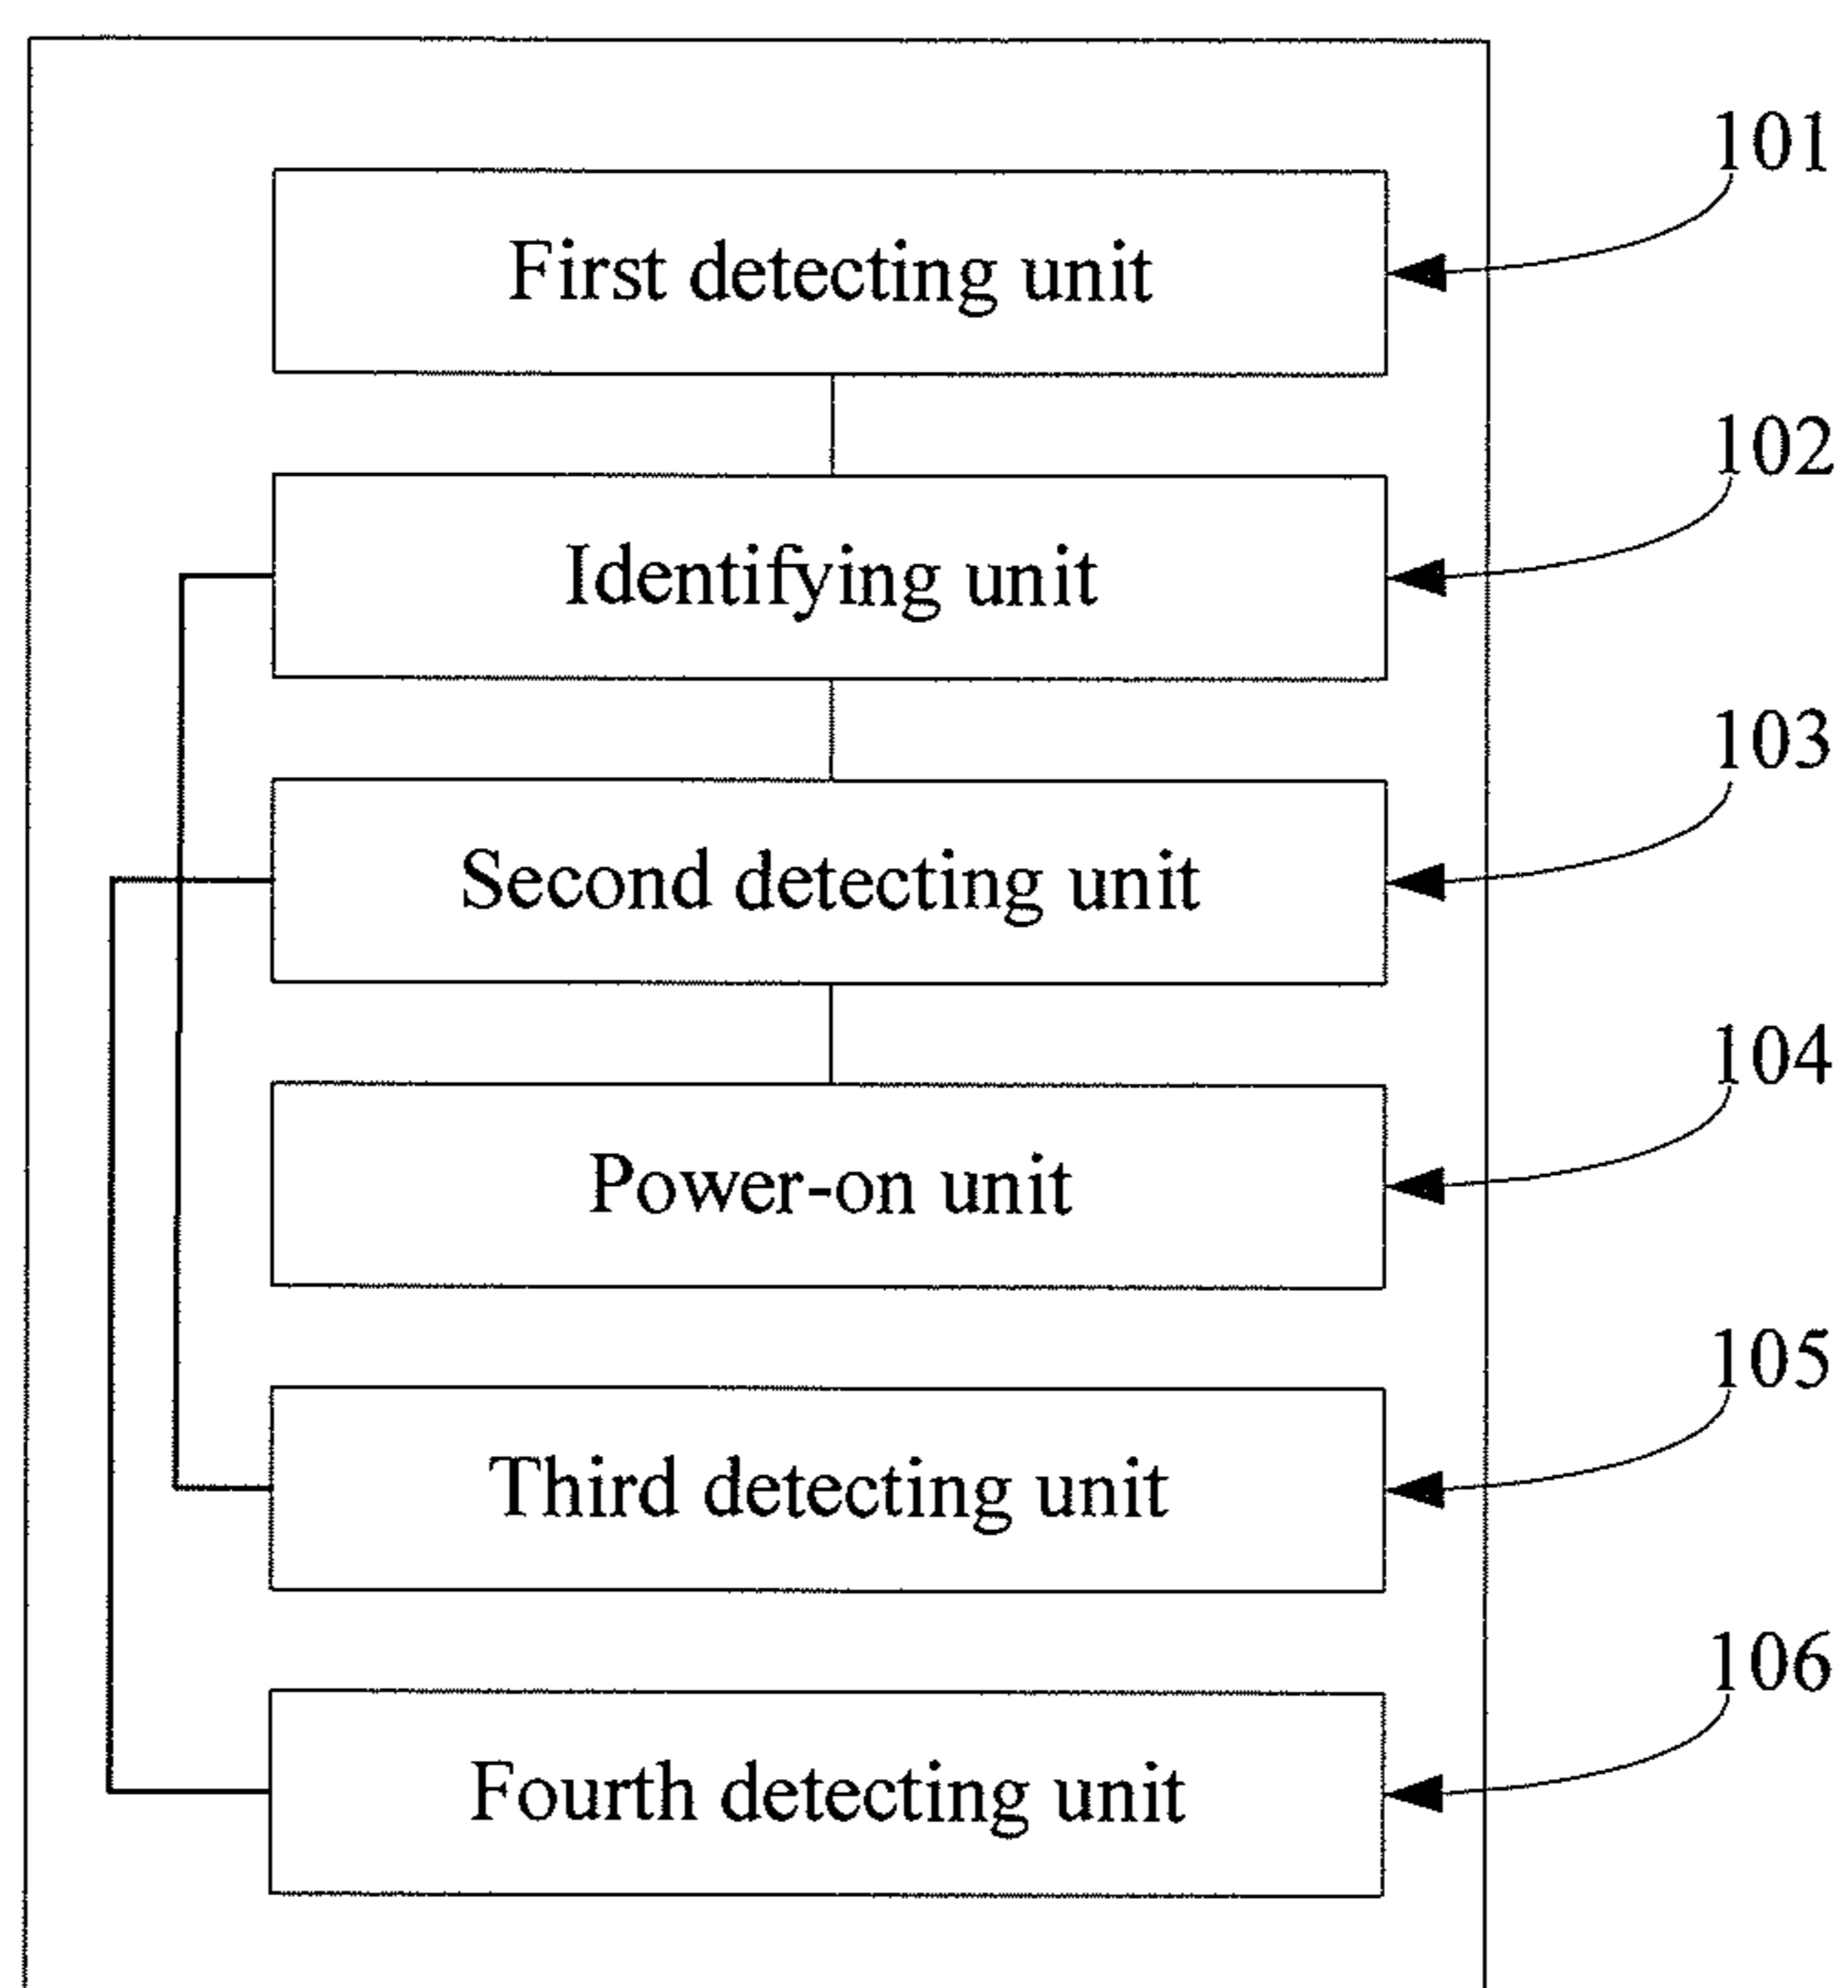 101
First detecting unit
102
Identifying unit
103
Second detecting unit
104
Power-on unit
105
Third detecting unit
106
Fourth detecting unit